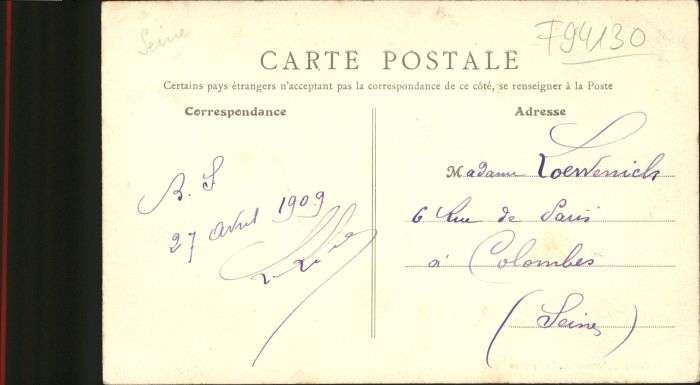 Seine
F94130
CARTE POSTALE
Certains pays étrangers n'acceptant pas la correspondance de ce côté, se renseigner à la Poste
Correspondance
Adresse
B. S
27 avril 1909
Madame Loewenich
6 Rue de Paris
à Colombes
(Seine)